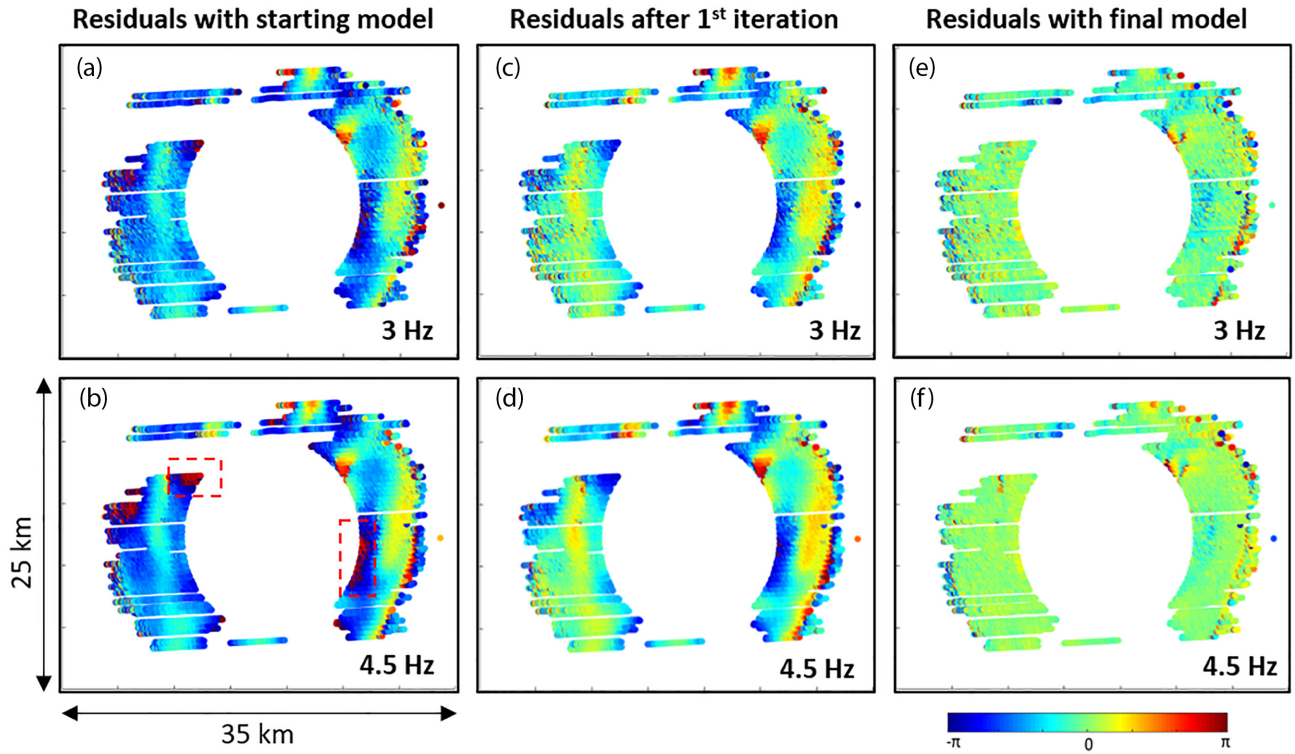 Residuals with starting model Residuals after 1st iteration Residuals with final model
(a) (c) (e)
3 Hz 3 Hz 3 Hz
(b) (d) (f)
25 km
4.5 Hz 4.5 Hz 4.5 Hz
35 km
-π 0 π